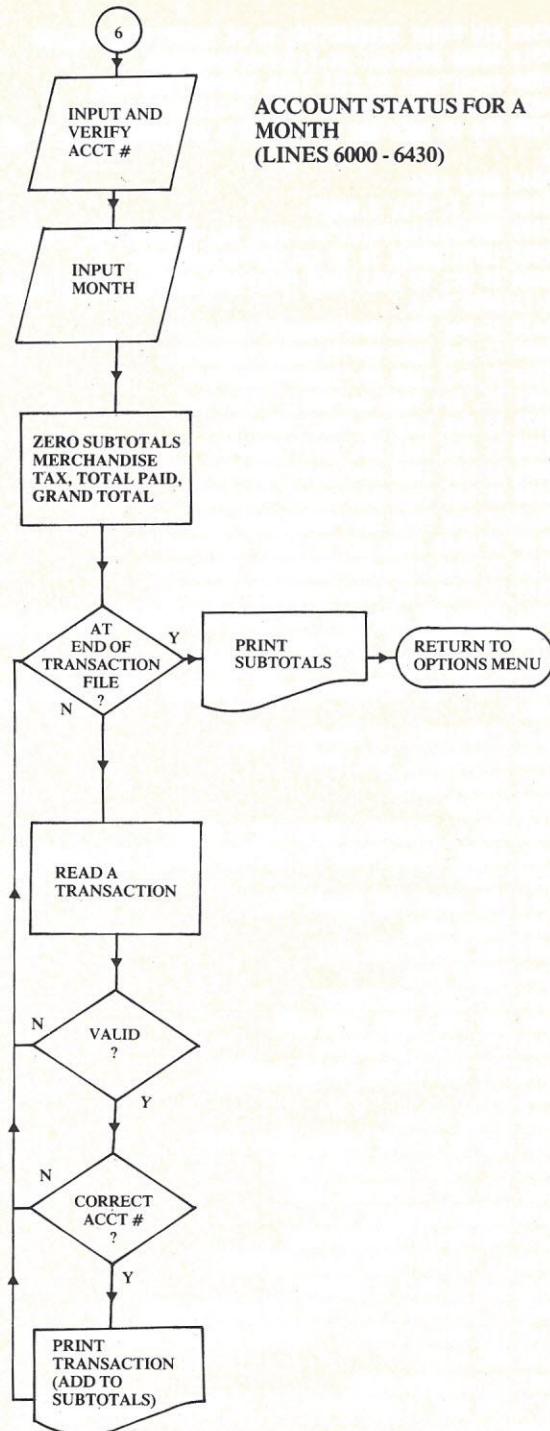 6
INPUT AND
VERIFY
ACCT #
ACCOUNT STATUS FOR A
MONTH
(LINES 6000 - 6430)
INPUT
MONTH
ZERO SUBTOTALS
MERCHANDISE
TAX, TOTAL PAID,
GRAND TOTAL
AT
END OF
TRANSACTION
FILE
?
Y
N
PRINT
SUBTOTALS
RETURN TO
OPTIONS MENU
READ A
TRANSACTION
N
VALID
?
Y
N
CORRECT
ACCT #
?
Y
PRINT
TRANSACTION
(ADD TO
SUBTOTALS)